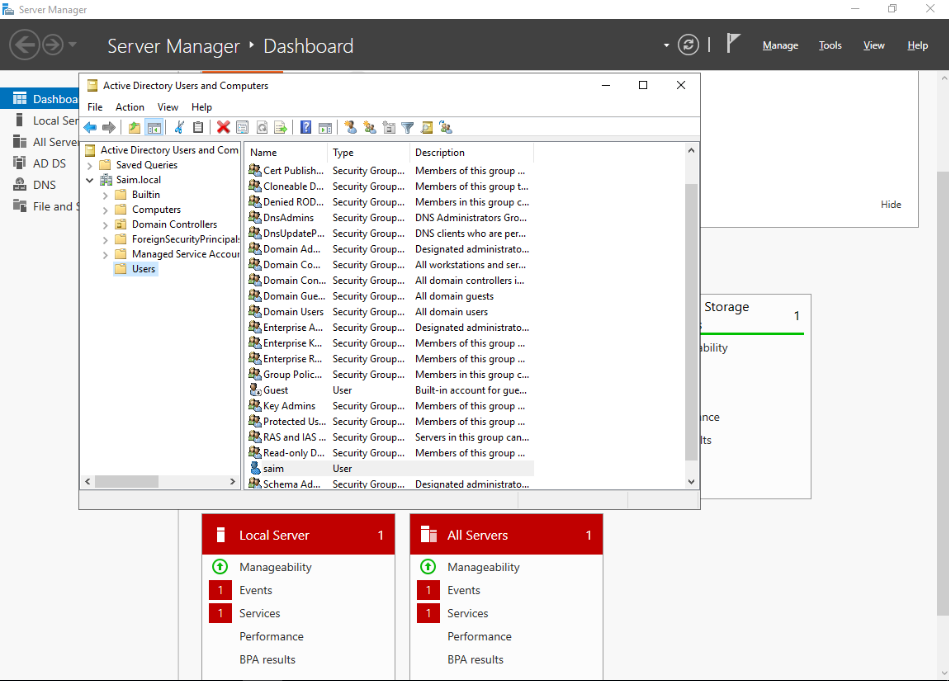 Server Manager
Server Manager ‣ Dashboard
Manage Tools View Help
Dashboa
Local Ser
All Serve
AD DS
DNS
File and S
Active Directory Users and Computers
File Action View Help
Active Directory Users and Com
Saved Queries
Saim.local
Builtin
Computers
Domain Controllers
ForeignSecurityPrincipals
Managed Service Accour
Users
Name Type Description
Cert Publish... Security Group... Members of this group ...
Cloneable D... Security Group... Members of this group t...
Denied ROD... Security Group... Members in this group c...
DnsAdmins Security Group... DNS Administrators Gro...
DnsUpdateP... Security Group... DNS clients who are per...
Domain Ad... Security Group... Designated administrato...
Domain Co... Security Group... All workstations and ser...
Domain Con... Security Group... All domain controllers i...
Domain Gue... Security Group... All domain guests
Domain Users Security Group... All domain users
Enterprise A... Security Group... Designated administrato...
Enterprise K... Security Group... Members of this group ...
Enterprise R... Security Group... Members of this group ...
Group Polic... Security Group... Members in this group c...
Guest User Built-in account for gue...
Key Admins Security Group... Members of this group ...
Protected Us... Security Group... Members of this group ...
RAS and IAS ... Security Group... Servers in this group can...
Read-only D... Security Group... Members of this group ...
saim User
Schema Ad... Security Group... Designated administrato...
Hide
Storage 1
ability
nce
lts
Local Server 1
Manageability
1 Events
1 Services
Performance
BPA results
All Servers 1
Manageability
1 Events
1 Services
Performance
BPA results